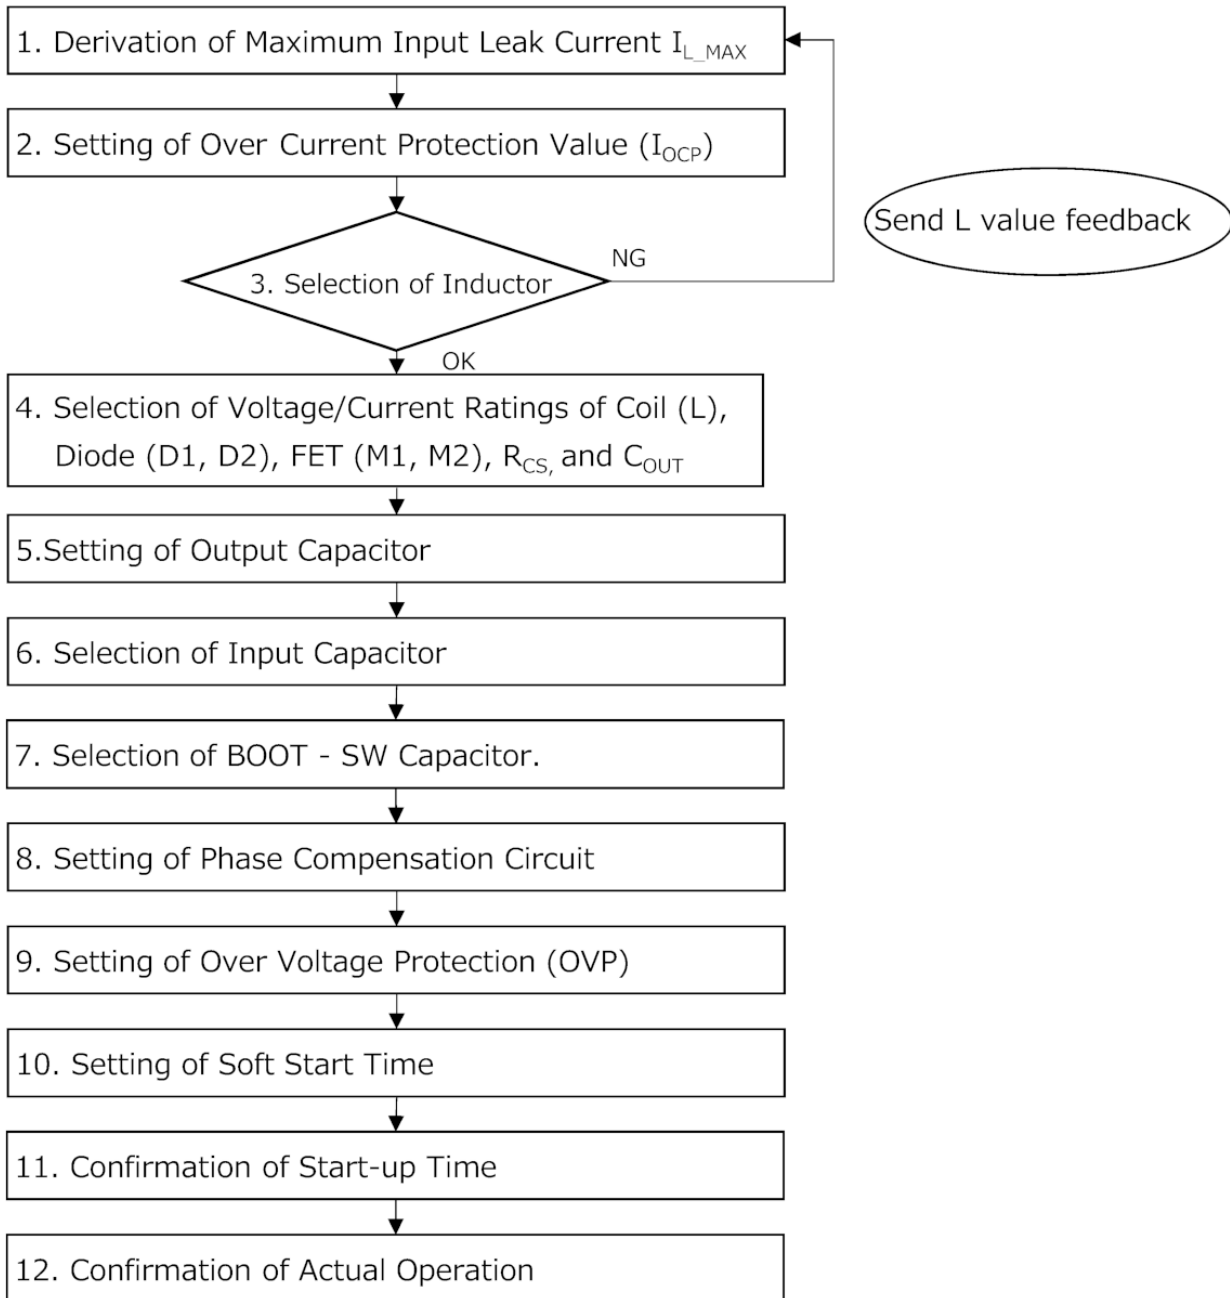 1. Derivation of Maximum Input Leak Current I_L_MAX
2. Setting of Over Current Protection Value (I_OCP)
Send L value feedback
NG
3. Selection of Inductor
OK
4. Selection of Voltage/Current Ratings of Coil (L),
Diode (D1, D2), FET (M1, M2), R_CS, and C_OUT
5.Setting of Output Capacitor
6. Selection of Input Capacitor
7. Selection of BOOT - SW Capacitor.
8. Setting of Phase Compensation Circuit
9. Setting of Over Voltage Protection (OVP)
10. Setting of Soft Start Time
11. Confirmation of Start-up Time
12. Confirmation of Actual Operation